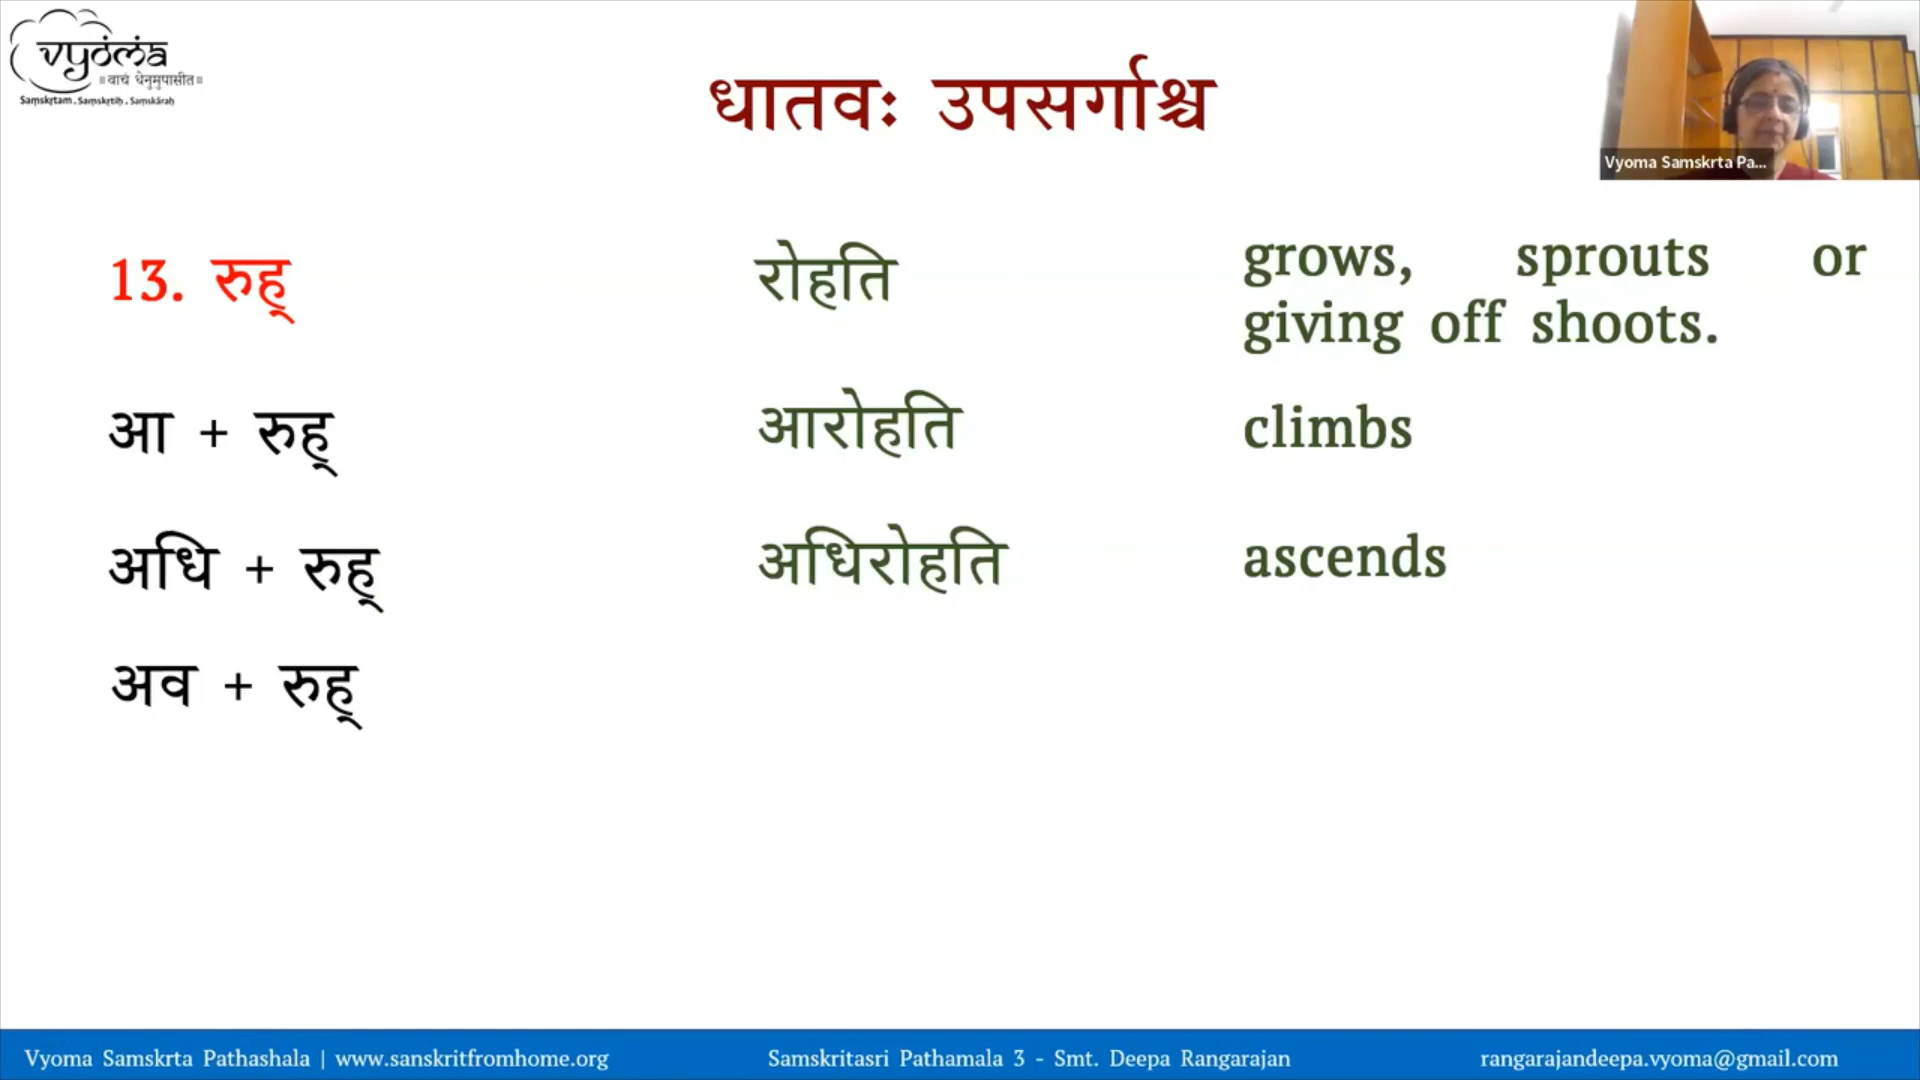 vyoma
॥ वाचं धेनुमुपासीत ॥
Saṃskṛtam . Saṃskṛtiḥ . Saṃskāraḥ
धातवः उपसर्गाश्च
Vyoma Samskrta Pa...
13. रुह् रोहति grows, sprouts or
giving off shoots.
आ + रुह् आरोहति climbs
अधि + रुह् अधिरोहति ascends
अव + रुह्
Vyoma Samskrta Pathashala | www.sanskritfromhome.org Samskritasri Pathamala 3 - Smt. Deepa Rangarajan rangarajandeepa.vyoma@gmail.com